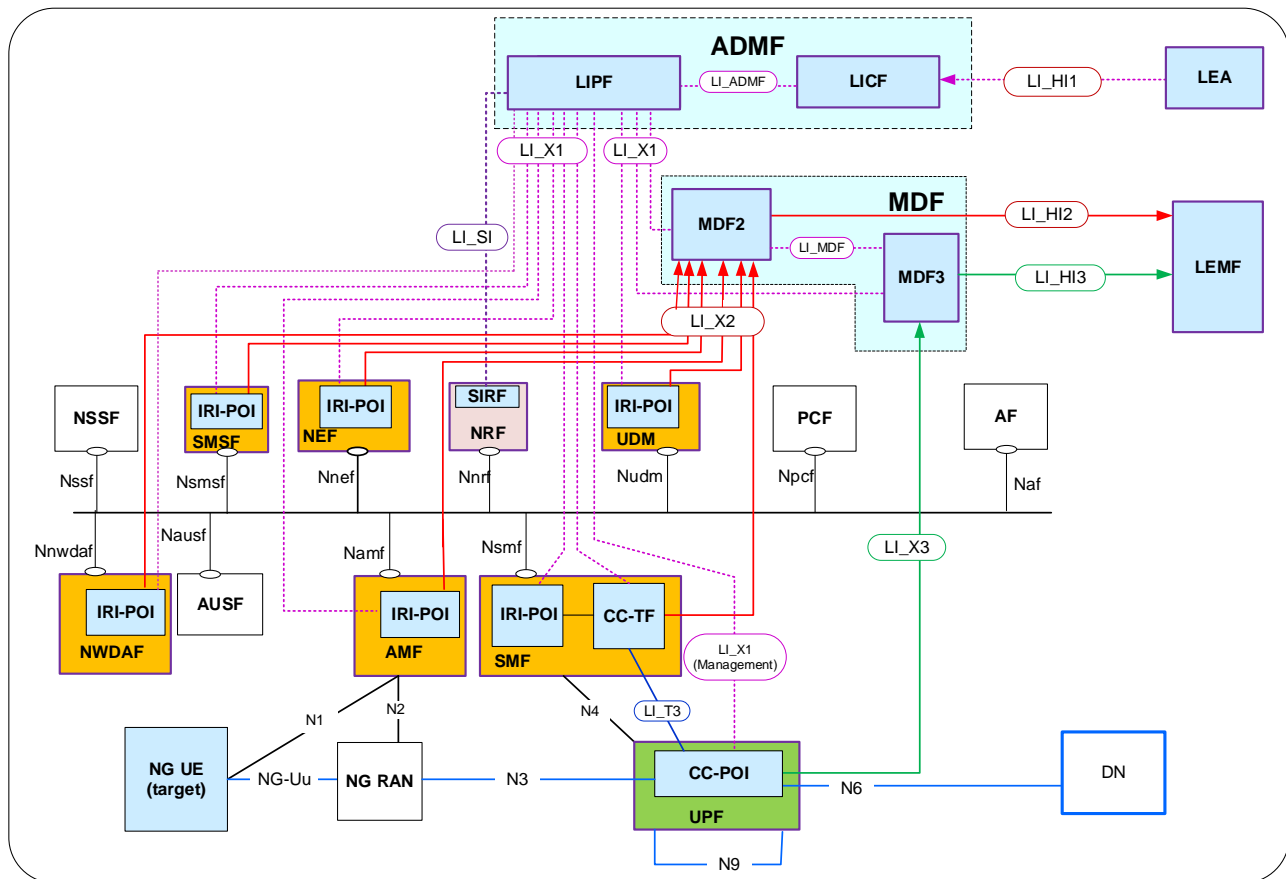 ADMF
LIPF
LI_ADMF
LICF
LI_HI1
LEA
LI_X1
LI_X1
MDF
MDF2
LI_HI2
LI_SI
LI_MDF
LEMF
MDF3
LI_HI3
LI_X2
NSSF
IRI-POI
SMSF
IRI-POI
NEF
SIRF
NRF
IRI-POI
UDM
PCF
AF
Nssf
Nsmsf
Nnef
Nnrf
Nudm
Npcf
Naf
Nnwdaf
Nausf
Namf
Nsmf
LI_X3
IRI-POI
NWDAF
AUSF
IRI-POI
AMF
IRI-POI
CC-TF
SMF
LI_X1
(Management)
N1
N2
N4
LI_T3
NG UE
(target)
NG-Uu
NG RAN
N3
CC-POI
UPF
N6
DN
N9